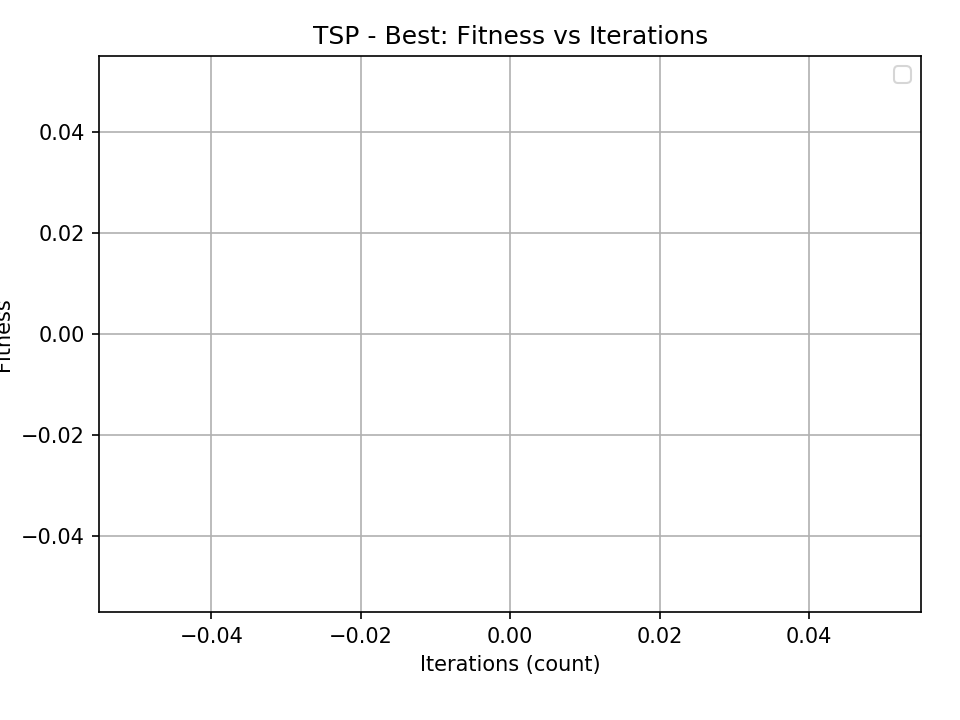 TSP - Best: Fitness vs Iterations
0.04
0.02
0.00
−0.02
−0.04
Fitness
−0.04 −0.02 0.00 0.02 0.04
Iterations (count)